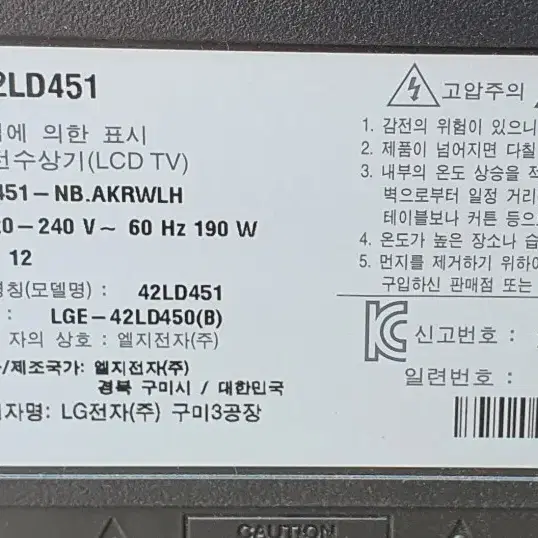 2LD451
에 의한 표시
전수상기(LCD TV)
451-NB.AKRWLH
0-240 V~ 60 Hz 190 W
12
명칭(모델명) : 42LD451
: LGE-42LD450(B)
자의 상호 : 엘지전자(주)
/제조국가: 엘지전자(주)
경북 구미시 / 대한민국
자명: LG전자(주) 구미3공장
고압주의
1. 감전의 위험이 있으니
2. 제품이 넘어지면 다칠
3. 내부의 온도 상승을 적
벽으로부터 일정 거리
테이블보나 커튼 등으
4. 온도가 높은 장소나 습
5. 먼지를 제거하기 위하여
구입하신 판매점 또는
신고번호 :
일련번호 :
CAUTION